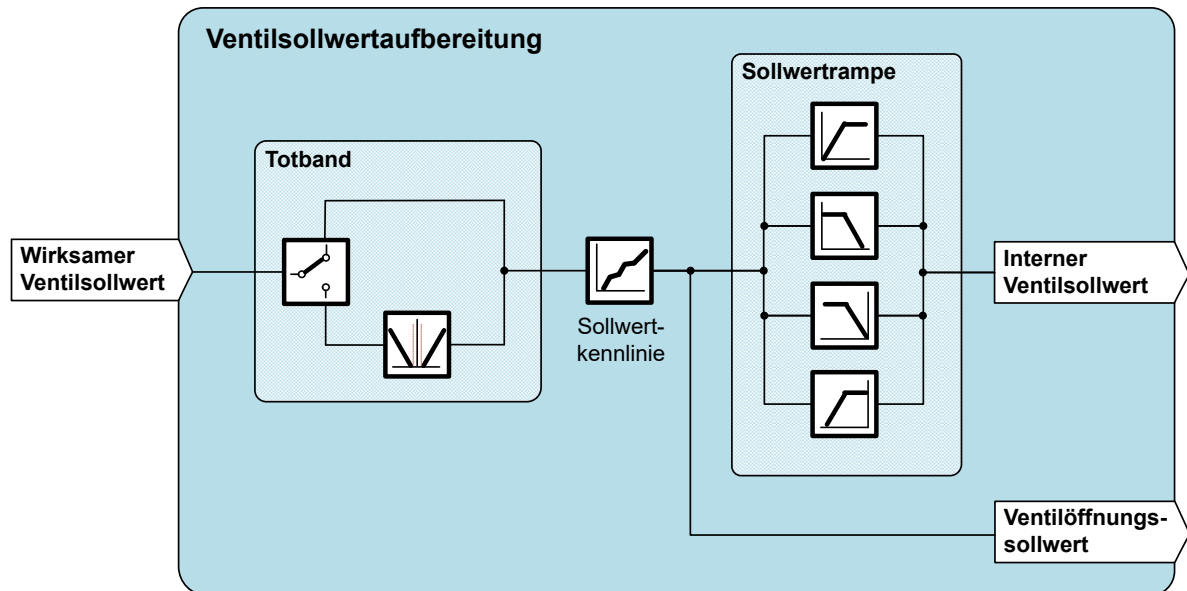 Ventilsollwertaufbereitung
Sollwertrampe
Totband
Wirksamer
Ventilsollwert
Sollwert-
kennlinie
Interner
Ventilsollwert
Ventilöffnungs-
sollwert